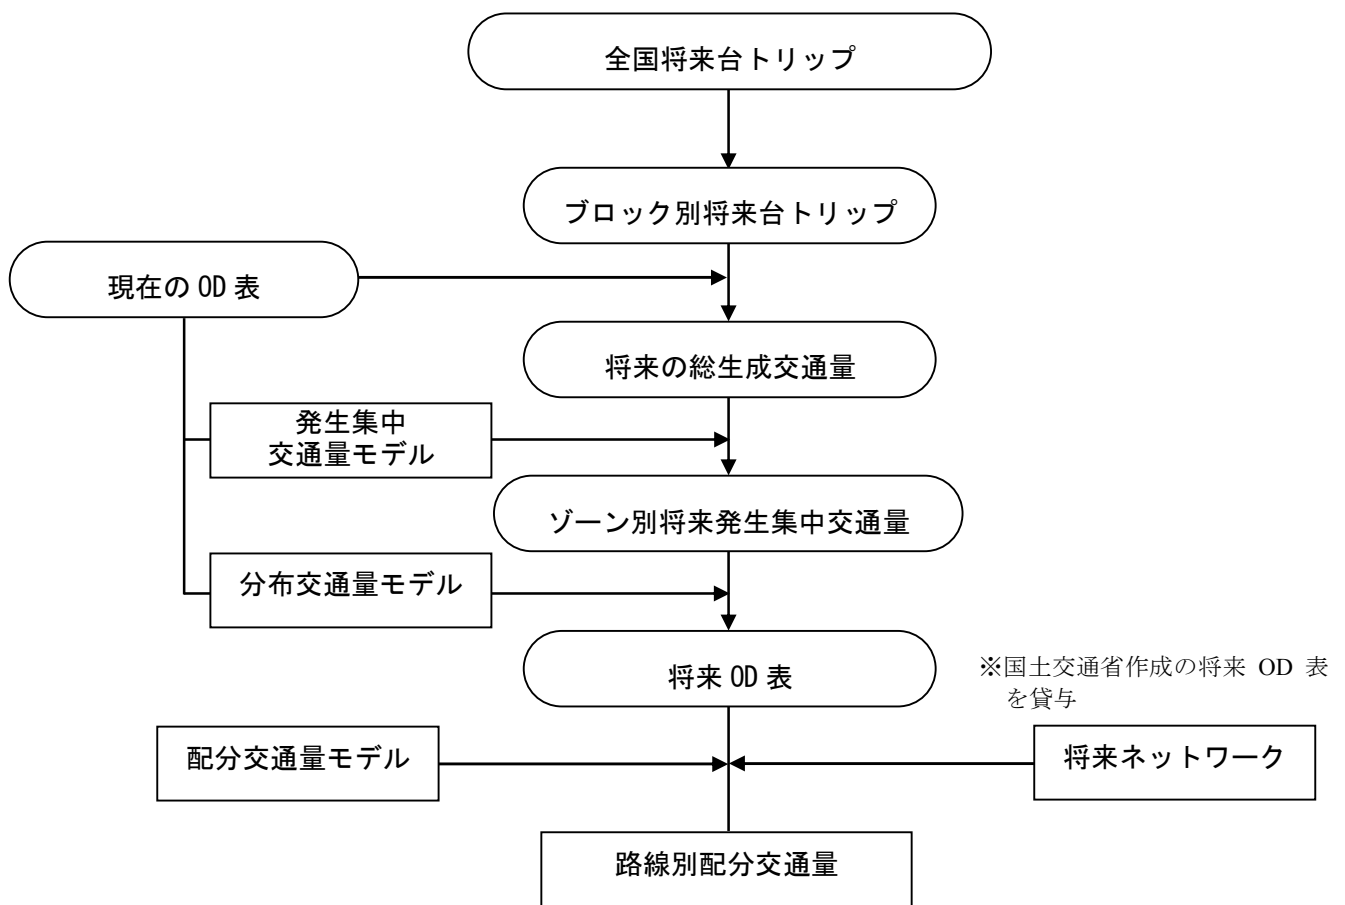 全国将来台トリップ
ブロック別将来台トリップ
現在の OD 表
将来の総生成交通量
発生集中
交通量モデル
ゾーン別将来発生集中交通量
分布交通量モデル
将来 OD 表
※国土交通省作成の将来 OD 表
を貸与
配分交通量モデル
将来ネットワーク
路線別配分交通量